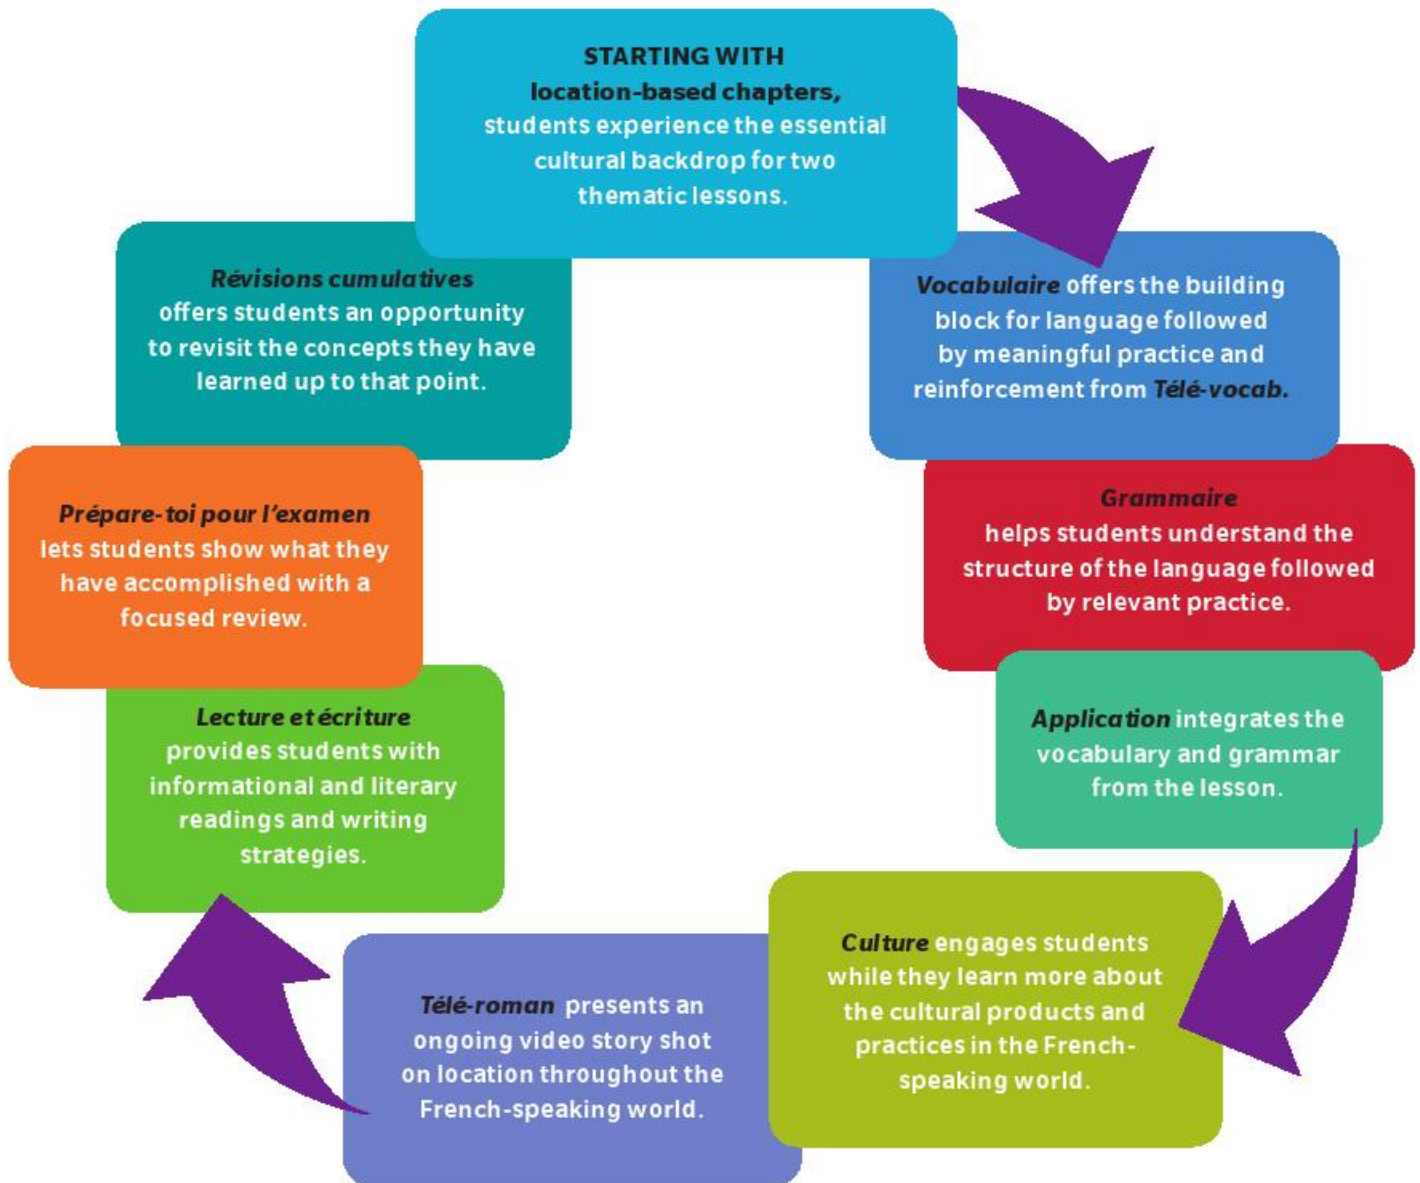 STARTING WITH
location-based chapters,
students experience the essential
cultural backdrop for two
thematic lessons.
Vocabulaire offers the building
block for language followed
by meaningful practice and
reinforcement from Télé-vocab.
Grammaire
helps students understand the
structure of the language followed
by relevant practice.
Application integrates the
vocabulary and grammar
from the lesson.
Culture engages students
while they learn more about
the cultural products and
practices in the French-
speaking world.
Télé-roman presents an
ongoing video story shot
on location throughout the
French-speaking world.
Lecture et écriture
provides students with
informational and literary
readings and writing
strategies.
Prépare-toi pour l’examen
lets students show what they
have accomplished with a
focused review.
Révisions cumulatives
offers students an opportunity
to revisit the concepts they have
learned up to that point.